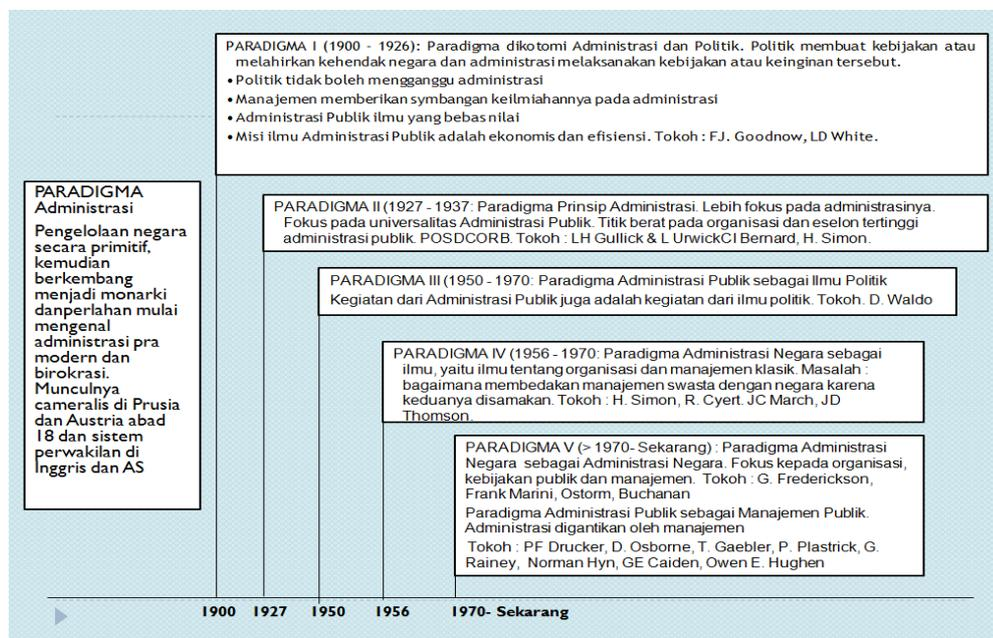 PARADIGMA I (1900 - 1926): Paradigma dikotomi Administrasi dan Politik. Politik membuat kebijakan atau
melahirkan kehendak negara dan administrasi melaksanakan kebijakan atau keinginan tersebut.
• Politik tidak boleh mengganggu administrasi
• Manajemen memberikan symbangan keilmiahannya pada administrasi
• Administrasi Publik ilmu yang bebas nilai
• Misi ilmu Administrasi Publik adalah ekonomis dan efisiensi. Tokoh : FJ. Goodnow, LD White.
PARADIGMA
Administrasi
Pengelolaan negara
secara primitif,
kemudian
berkembang
menjadi monarki
danperlahan mulai
mengenal
administrasi pra
modern dan
birokrasi.
Munculnya
cameralis di Prusia
dan Austria abad
18 dan sistem
perwakilan di
Inggris dan AS
PARADIGMA II (1927 - 1937: Paradigma Prinsip Administrasi. Lebih fokus pada administrasinya.
Fokus pada universalitas Administrasi Publik. Titik berat pada organisasi dan eselon tertinggi
administrasi publik. POSDCORB. Tokoh : LH Gullick & L UrwickCI Bernard, H. Simon.
PARADIGMA III (1950 - 1970: Paradigma Administrasi Publik sebagai Ilmu Politik
Kegiatan dari Administrasi Publik juga adalah kegiatan dari ilmu politik. Tokoh. D. Waldo
PARADIGMA IV (1956 - 1970: Paradigma Administrasi Negara sebagai
ilmu, yaitu ilmu tentang organisasi dan manajemen klasik. Masalah :
bagaimana membedakan manajemen swasta dengan negara karena
keduanya disamakan. Tokoh : H. Simon, R. Cyert. JC March, JD
Thomson.
PARADIGMA V (> 1970- Sekarang) : Paradigma Administrasi
Negara sebagai Administrasi Negara. Fokus kepada organisasi,
kebijakan publik dan manajemen. Tokoh : G. Frederickson,
Frank Marini, Ostorm, Buchanan
Paradigma Administrasi Publik sebagai Manajemen Publik.
Administrasi digantikan oleh manajemen
Tokoh : PF Drucker, D. Osborne, T. Gaebler, P. Plastrick, G.
Rainey, Norman Hyn, GE Caiden, Owen E. Hughen
1900 1927 1950 1956 1970- Sekarang